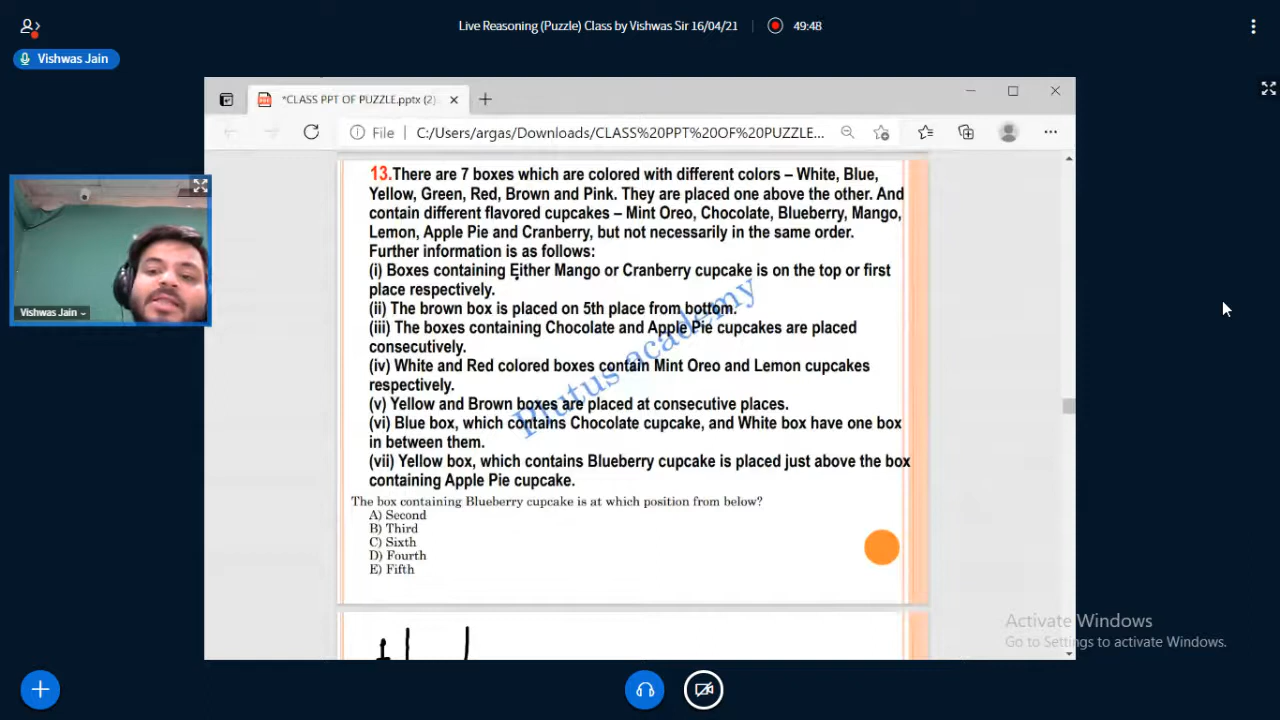 Live Reasoning (Puzzle) Class by Vishwas Sir 16/04/21 49:48
Vishwas Jain
*CLASS PPT OF PUZZLE.pptx (2)
File C:/Users/argas/Downloads/CLASS%20PPT%20OF%20PUZZLE...
13.There are 7 boxes which are colored with different colors – White, Blue,
Yellow, Green, Red, Brown and Pink. They are placed one above the other. And
contain different flavored cupcakes – Mint Oreo, Chocolate, Blueberry, Mango,
Lemon, Apple Pie and Cranberry, but not necessarily in the same order.
Further information is as follows:
(i) Boxes containing Either Mango or Cranberry cupcake is on the top or first
place respectively.
(ii) The brown box is placed on 5th place from bottom.
(iii) The boxes containing Chocolate and Apple Pie cupcakes are placed
consecutively.
(iv) White and Red colored boxes contain Mint Oreo and Lemon cupcakes
respectively.
(v) Yellow and Brown boxes are placed at consecutive places.
(vi) Blue box, which contains Chocolate cupcake, and White box have one box
in between them.
(vii) Yellow box, which contains Blueberry cupcake is placed just above the box
containing Apple Pie cupcake.
The box containing Blueberry cupcake is at which position from below?
A) Second
B) Third
C) Sixth
D) Fourth
E) Fifth
Plutus academy
Vishwas Jain
Activate Windows
Go to Settings to activate Windows.